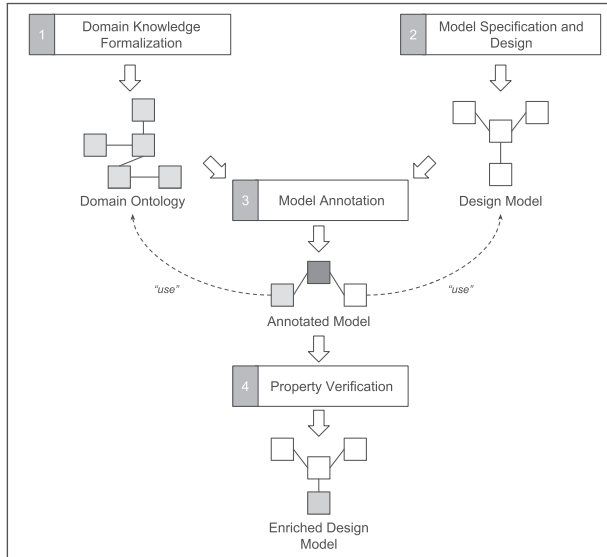 1
Domain Knowledge
Formalization
2
Model Specification and
Design
Domain Ontology
3
Model Annotation
Design Model
"use"
"use"
Annotated Model
4
Property Verification
Enriched Design
Model